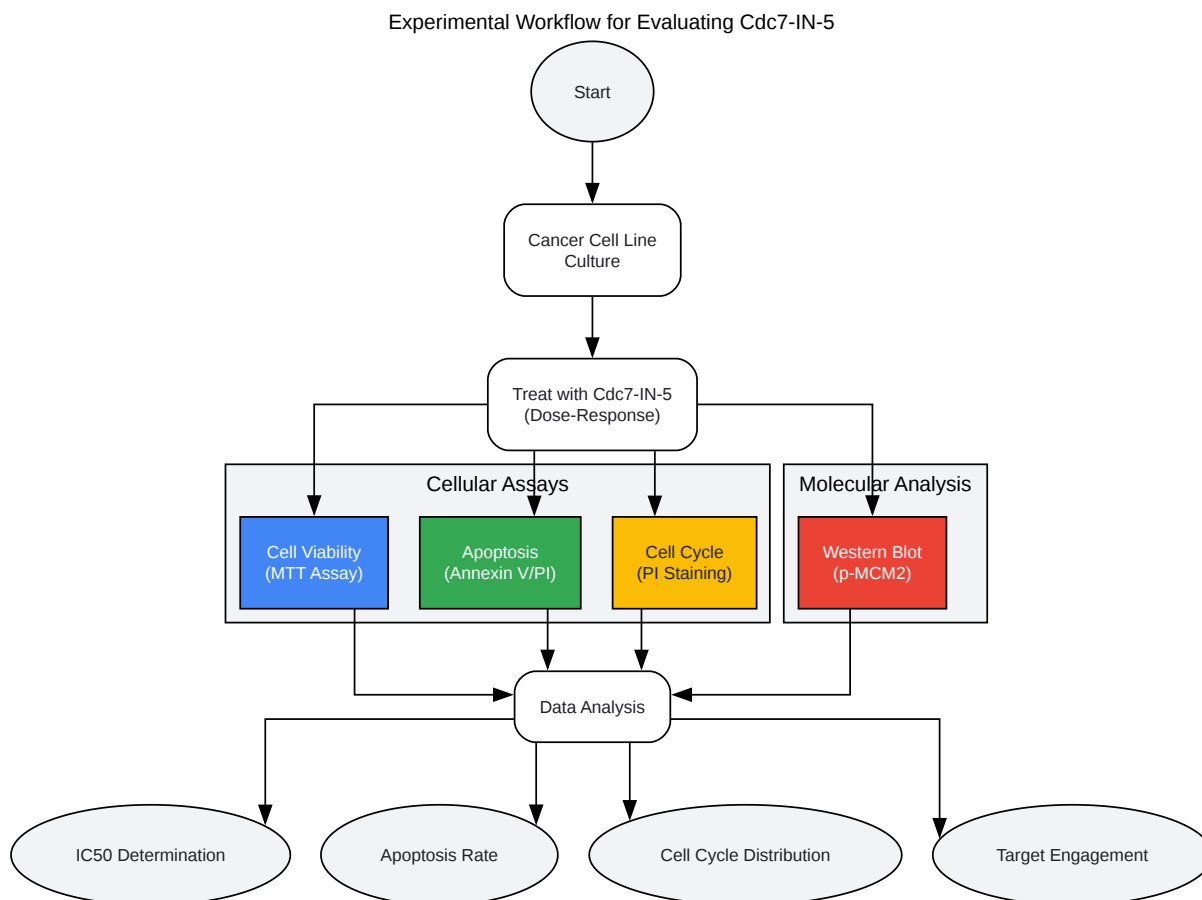 Experimental Workflow for Evaluating Cdc7-IN-5
Start
Cancer Cell Line
Culture
Treat with Cdc7-IN-5
(Dose-Response)
Cellular Assays
Molecular Analysis
Cell Viability
(MTT Assay)
Apoptosis
(Annexin V/PI)
Cell Cycle
(PI Staining)
Western Blot
(p-MCM2)
Data Analysis
IC50 Determination
Apoptosis Rate
Cell Cycle Distribution
Target Engagement